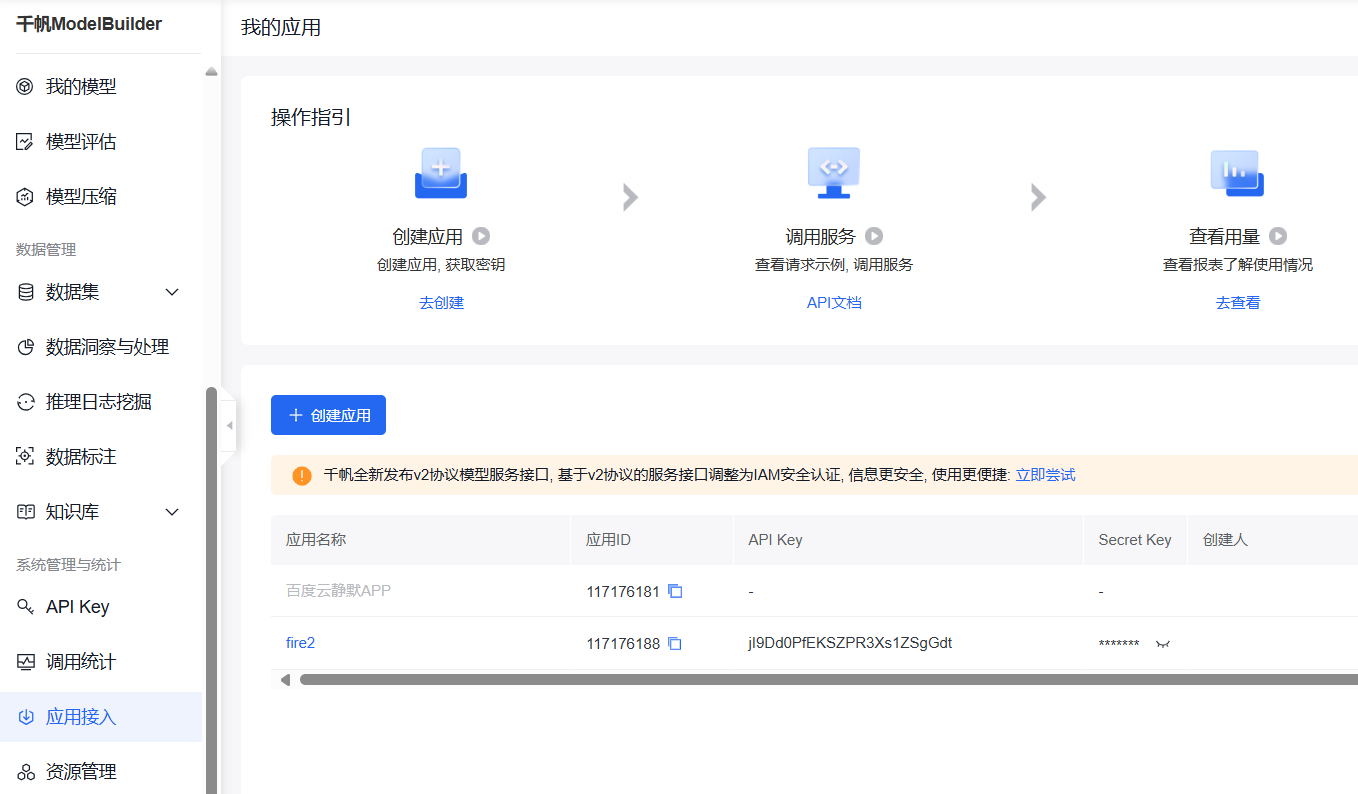 千帆ModelBuilder
我的模型
模型评估
模型压缩
数据管理
数据集
数据洞察与处理
推理日志挖掘
数据标注
知识库
系统管理与统计
API Key
调用统计
应用接入
资源管理
我的应用
操作指引
创建应用
创建应用, 获取密钥
去创建
调用服务
查看请求示例, 调用服务
API文档
查看用量
查看报表了解使用情况
去查看
创建应用
千帆全新发布v2协议模型服务接口, 基于v2协议的服务接口调整为IAM安全认证, 信息更安全, 使用更便捷: 立即尝试
应用名称 应用ID API Key Secret Key 创建人
百度云静默APP 117176181 - -
fire2 117176188 jI9Dd0PfEKSZPR3Xs1ZSgGdt *******